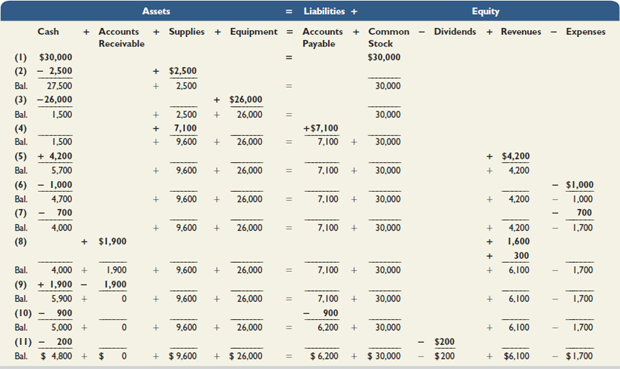 Assets = Liabilities + Equity
Cash + Accounts + Supplies + Equipment = Accounts + Common − Dividends + Revenues − Expenses
Receivable Payable Stock
(1) $30,000 = $30,000
(2) − 2,500 + $2,500
Bal. 27,500 + 2,500 = 30,000
(3) −26,000 + $26,000
Bal. 1,500 + 2,500 + 26,000 = 30,000
(4) + 7,100 +$7,100
Bal. 1,500 + 9,600 + 26,000 = 7,100 + 30,000
(5) + 4,200 + $4,200
Bal. 5,700 + 9,600 + 26,000 = 7,100 + 30,000 + 4,200
(6) − 1,000 − $1,000
Bal. 4,700 + 9,600 + 26,000 = 7,100 + 30,000 + 4,200 − 1,000
(7) − 700 − 700
Bal. 4,000 + 9,600 + 26,000 = 7,100 + 30,000 + 4,200 − 1,700
(8) + $1,900 + 1,600
+ 300
Bal. 4,000 + 1,900 + 9,600 + 26,000 = 7,100 + 30,000 + 6,100 − 1,700
(9) + 1,900 − 1,900
Bal. 5,900 + 0 + 9,600 + 26,000 = 7,100 + 30,000 + 6,100 − 1,700
(10) − 900 − 900
Bal. 5,000 + 0 + 9,600 + 26,000 = 6,200 + 30,000 + 6,100 − 1,700
(11) − 200 − $200
Bal. $ 4,800 + $ 0 + $ 9,600 + $ 26,000 = $ 6,200 + $ 30,000 − $ 200 + $6,100 − $ 1,700